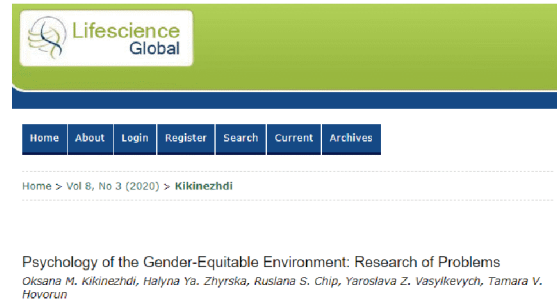 Lifescience
Global
Home About Login Register Search Current Archives
Home > Vol 8, No 3 (2020) > Kikinezhdi
Psychology of the Gender-Equitable Environment: Research of Problems
Oksana M. Kikinezhdi, Halyna Ya. Zhyrska, Ruslana S. Chip, Yaroslava Z. Vasylkevych, Tamara V.
Hovorun